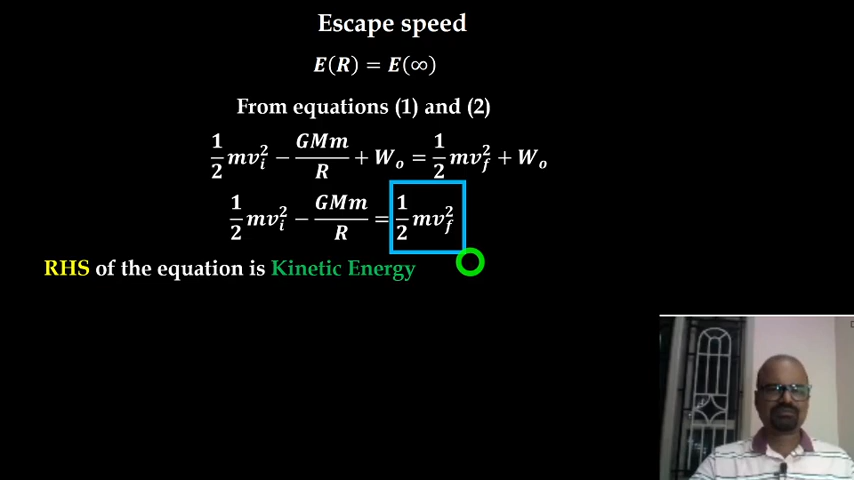 Escape speed
E(R) = E(∞)
From equations (1) and (2)
1/2 mv_i^2 − GMm/R + W_o = 1/2 mv_f^2 + W_o
1/2 mv_i^2 − GMm/R = 1/2 mv_f^2
RHS of the equation is Kinetic Energy